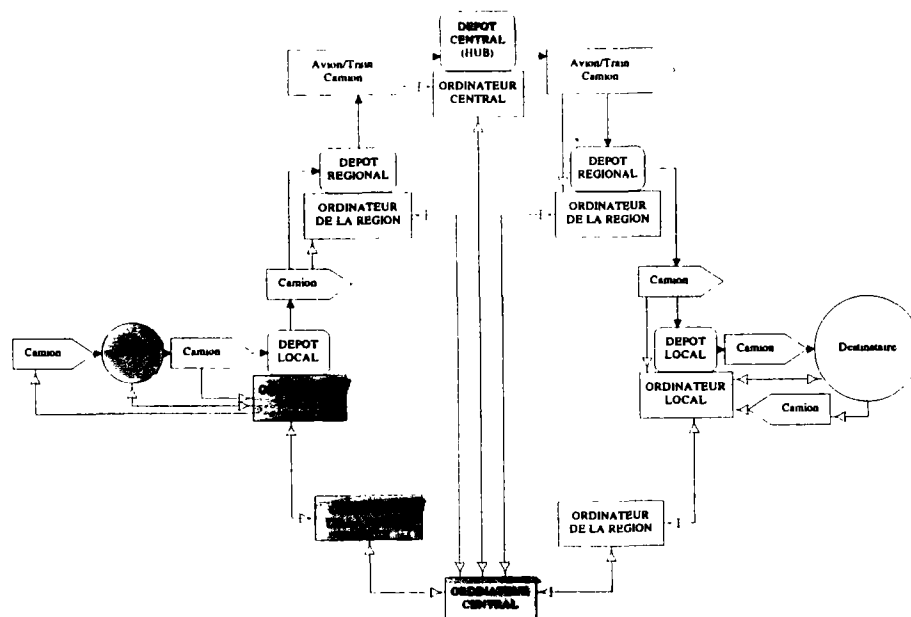 DEPOT
CENTRAL
(HUB)
Avion/Train
Camion
Avion/Train
Camion
ORDINATEUR
CENTRAL
DEPOT
REGIONAL
DEPOT
REGIONAL
ORDINATEUR
DE LA REGION
ORDINATEUR
DE LA REGION
Camion
Camion
Camion
Camion
DEPOT
LOCAL
DEPOT
LOCAL
Camion
Destinataire
ORDINATEUR
LOCAL
Camion
ORDINATEUR
DE LA REGION
ORDINATEUR
CENTRAL